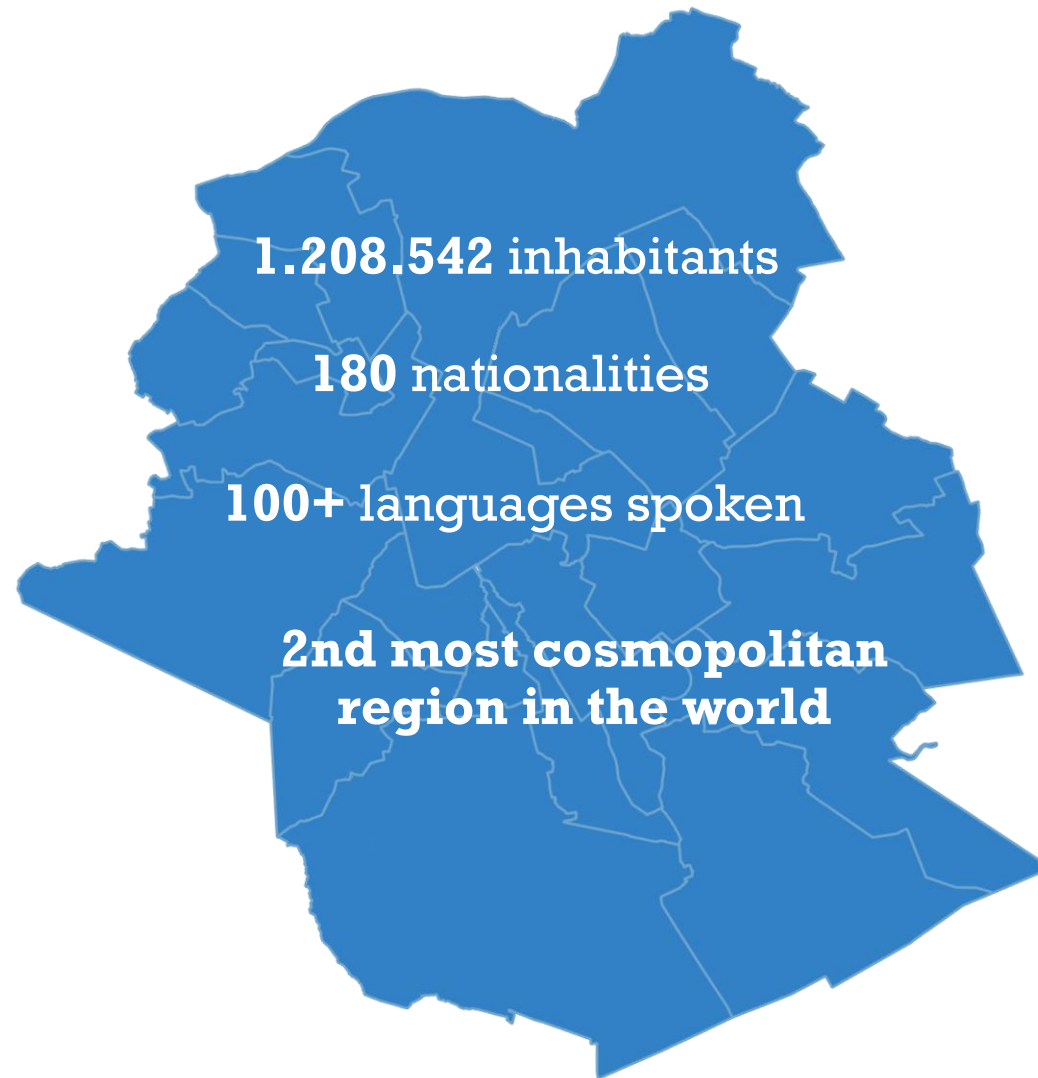 1.208.542 inhabitants
180 nationalities
100+ languages spoken
2nd most cosmopolitan
region in the world